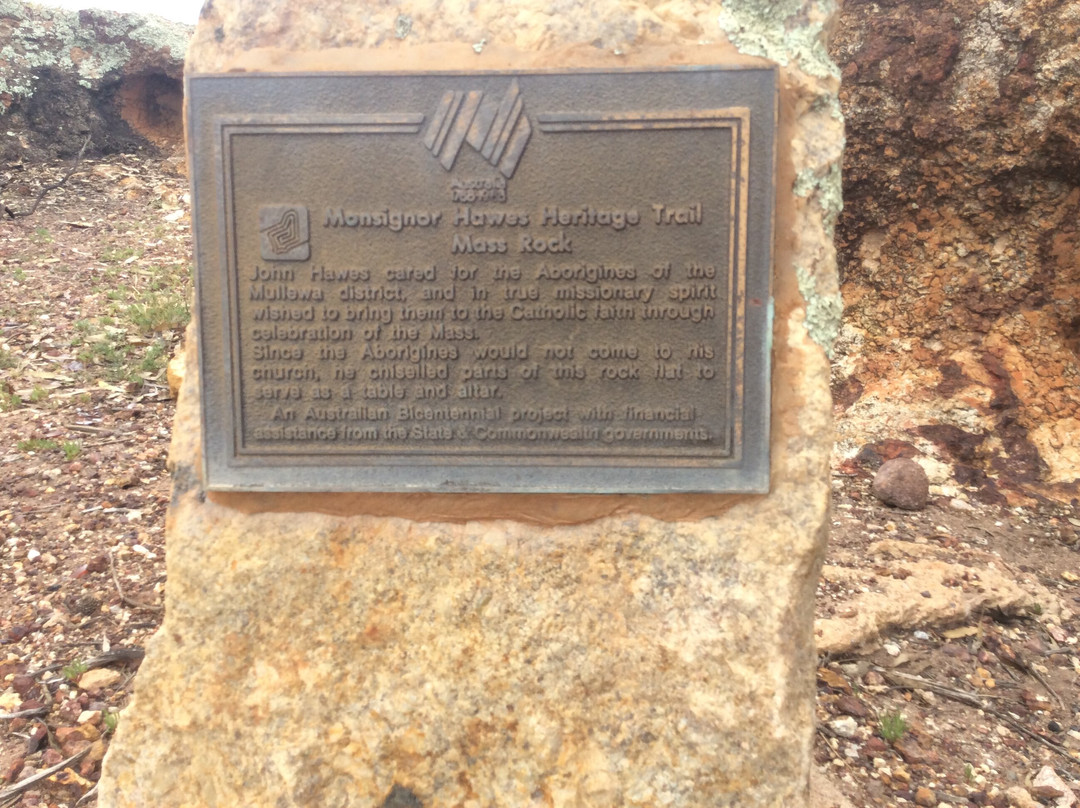 AUSTRALIA
1788-1988
Monsignor Hawes Heritage Trail
Mass Rock
John Hawes cared for the Aborigines of the
Mullewa district, and in true missionary spirit
wished to bring them to the Catholic faith through
celebration of the Mass.
Since the Aborigines would not come to his
church, he chiselled parts of this rock flat to
serve as a table and altar.
An Australian Bicentennial project with financial
assistance from the State & Commonwealth governments.